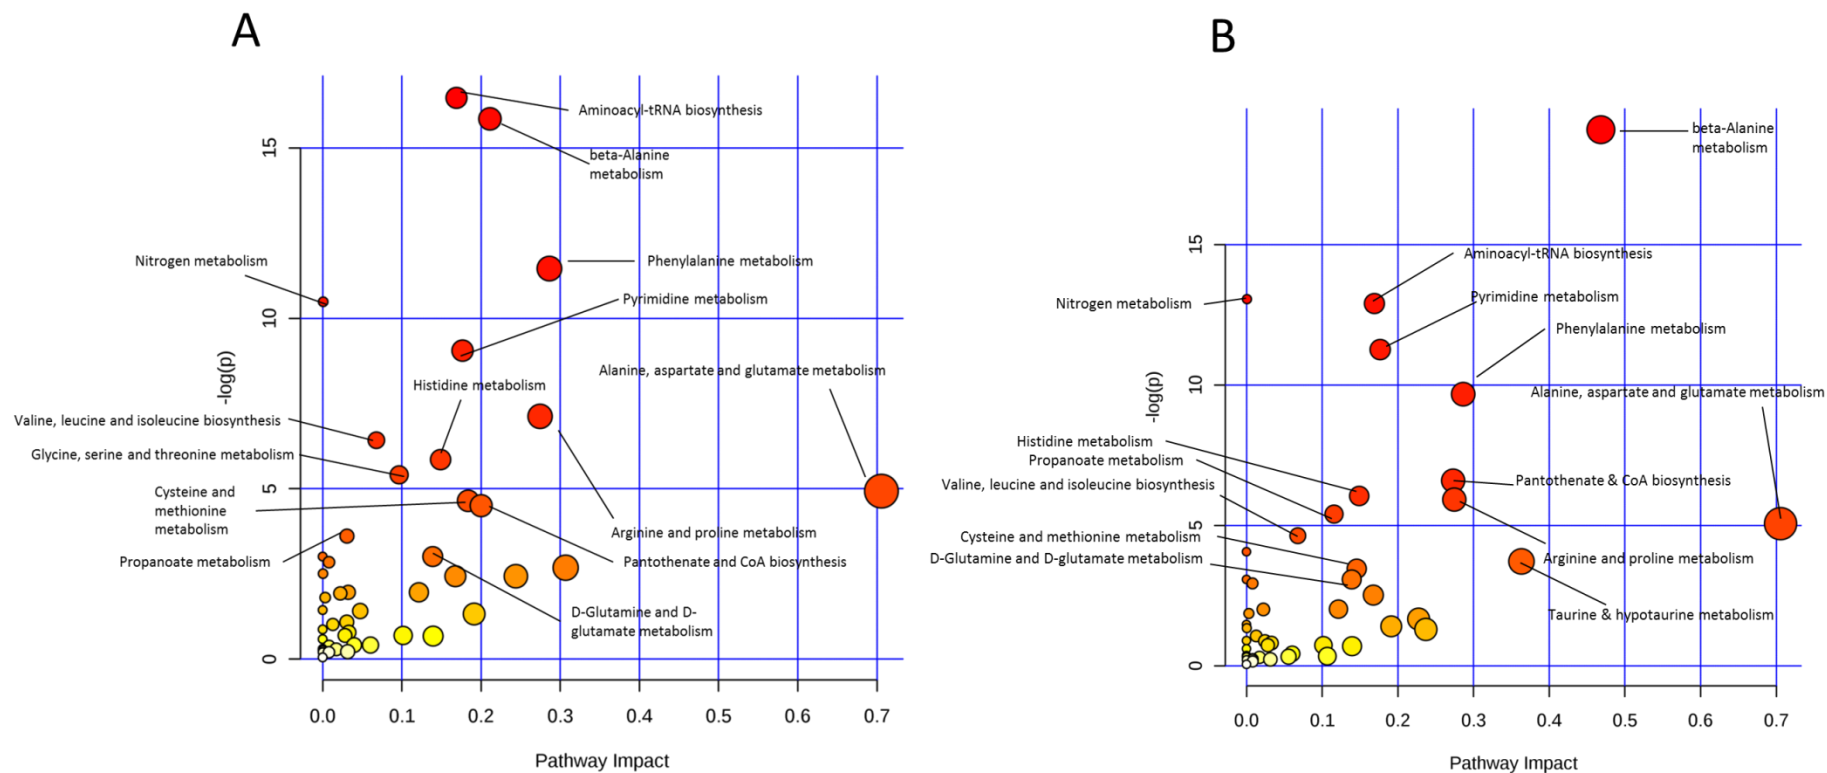 A
Aminoacyl-tRNA biosynthesis
beta-Alanine
metabolism
Nitrogen metabolism
Phenylalanine metabolism
Pyrimidine metabolism
Alanine, aspartate and glutamate metabolism
Histidine metabolism
Valine, leucine and isoleucine biosynthesis
Glycine, serine and threonine metabolism
Cysteine and
methionine
metabolism
Arginine and proline metabolism
Propanoate metabolism
Pantothenate and CoA biosynthesis
D-Glutamine and D-
glutamate metabolism
-log(p)
15
10
5
0
0.0 0.1 0.2 0.3 0.4 0.5 0.6 0.7
Pathway Impact
B
beta-Alanine
metabolism
Aminoacyl-tRNA biosynthesis
Nitrogen metabolism
Pyrimidine metabolism
Phenylalanine metabolism
Alanine, aspartate and glutamate metabolism
Histidine metabolism
Propanoate metabolism
Valine, leucine and isoleucine biosynthesis
Pantothenate & CoA biosynthesis
Cysteine and methionine metabolism
D-Glutamine and D-glutamate metabolism
Arginine and proline metabolism
Taurine & hypotaurine metabolism
-log(p)
15
10
5
0
0.0 0.1 0.2 0.3 0.4 0.5 0.6 0.7
Pathway Impact